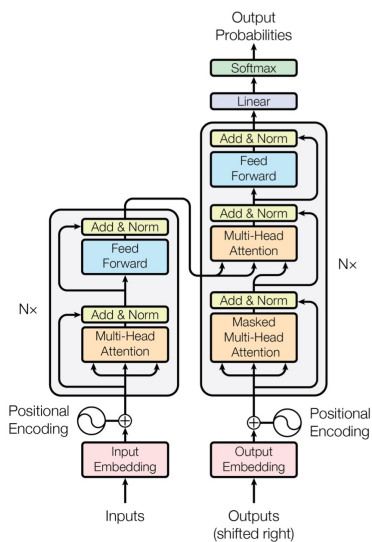 Output
Probabilities
Softmax
Linear
Add & Norm
Feed
Forward
Add & Norm
Multi-Head
Attention
Add & Norm
Masked
Multi-Head
Attention
Nx
Add & Norm
Feed
Forward
Add & Norm
Multi-Head
Attention
Nx
Positional
Encoding
Positional
Encoding
Input
Embedding
Output
Embedding
Inputs
Outputs
(shifted right)